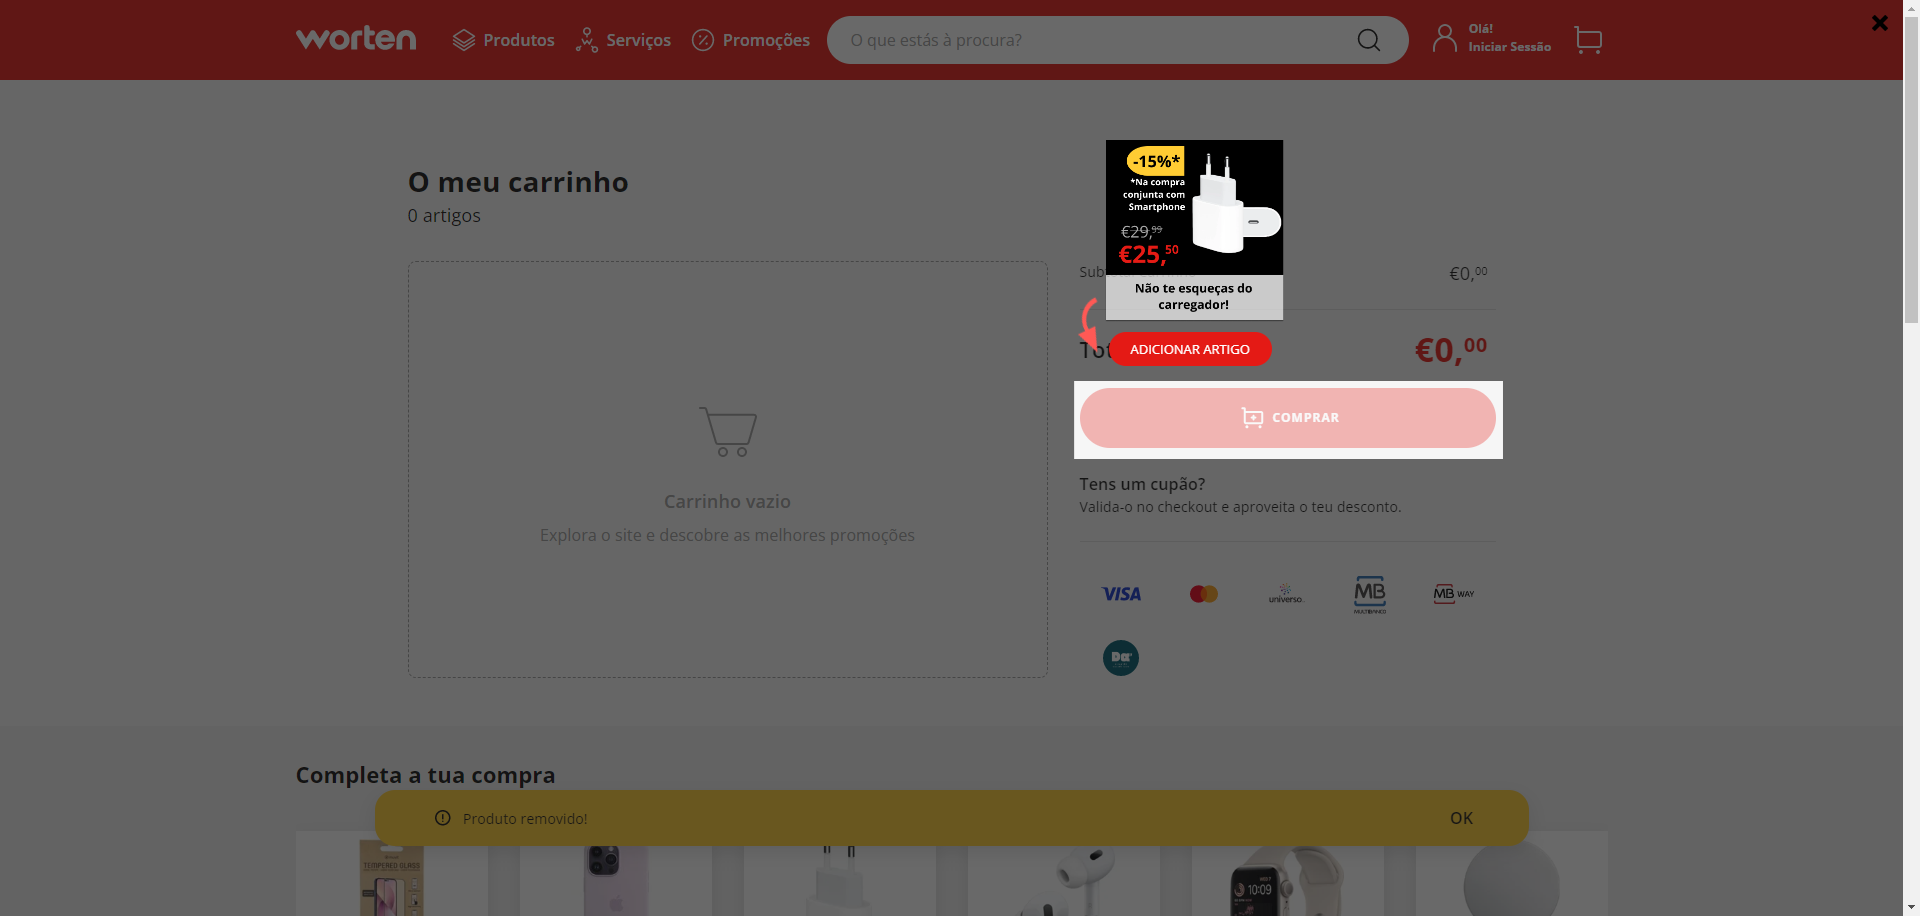 worten
Produtos
Serviços
Promoções
O que estás à procura?
Olá!
Iniciar Sessão
O meu carrinho
0 artigos
-15%*
*Na compra
conjunta com
Smartphone
€29,99
€25,50
Não te esqueças do
carregador!
Sub
€0,00
ADICIONAR ARTIGO
€0,00
COMPRAR
Carrinho vazio
Explora o site e descobre as melhores promoções
Tens um cupão?
Valida-o no checkout e aproveita o teu desconto.
VISA
universo
MB
MULTIBANCO
MB WAY
Completa a tua compra
Produto removido!
OK
TEMPERED GLASS
10:09